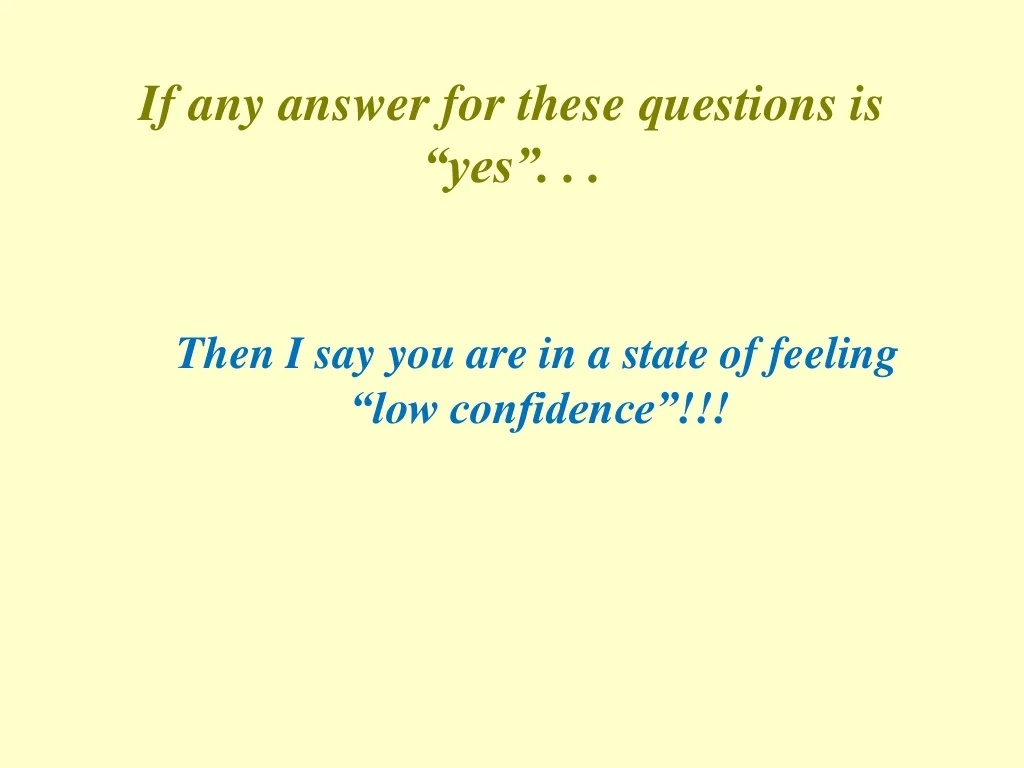 If any answer for these questions is
“yes”. . .
Then I say you are in a state of feeling
“low confidence”!!!